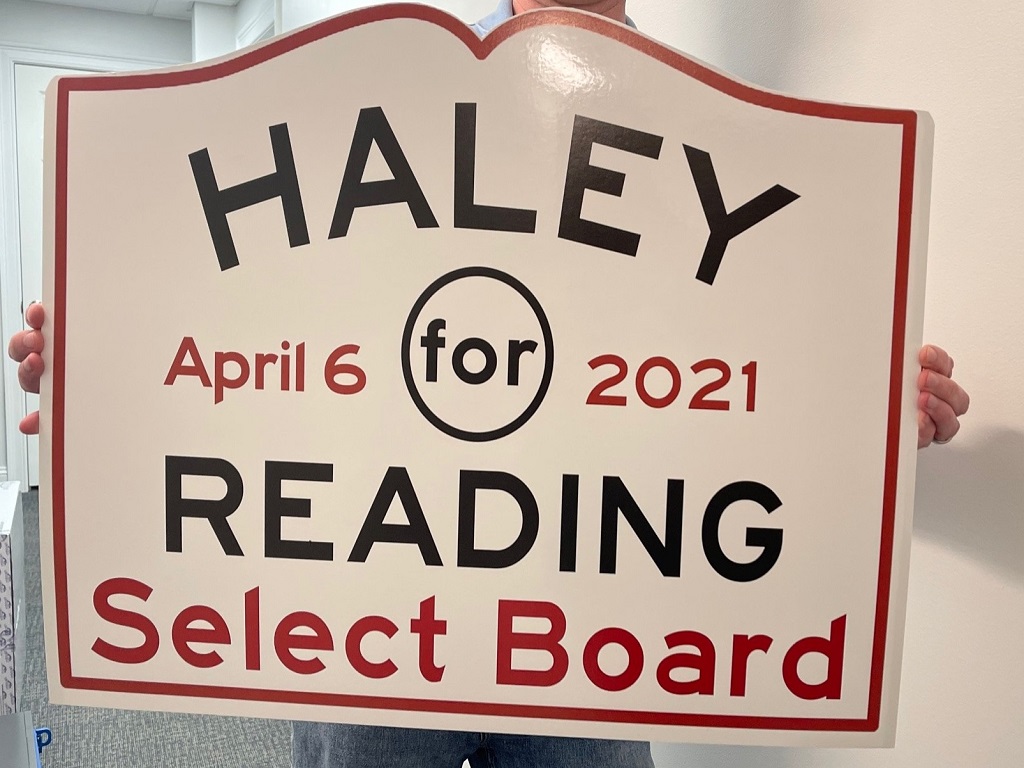 HALEY
April 6 for 2021
READING
Select Board